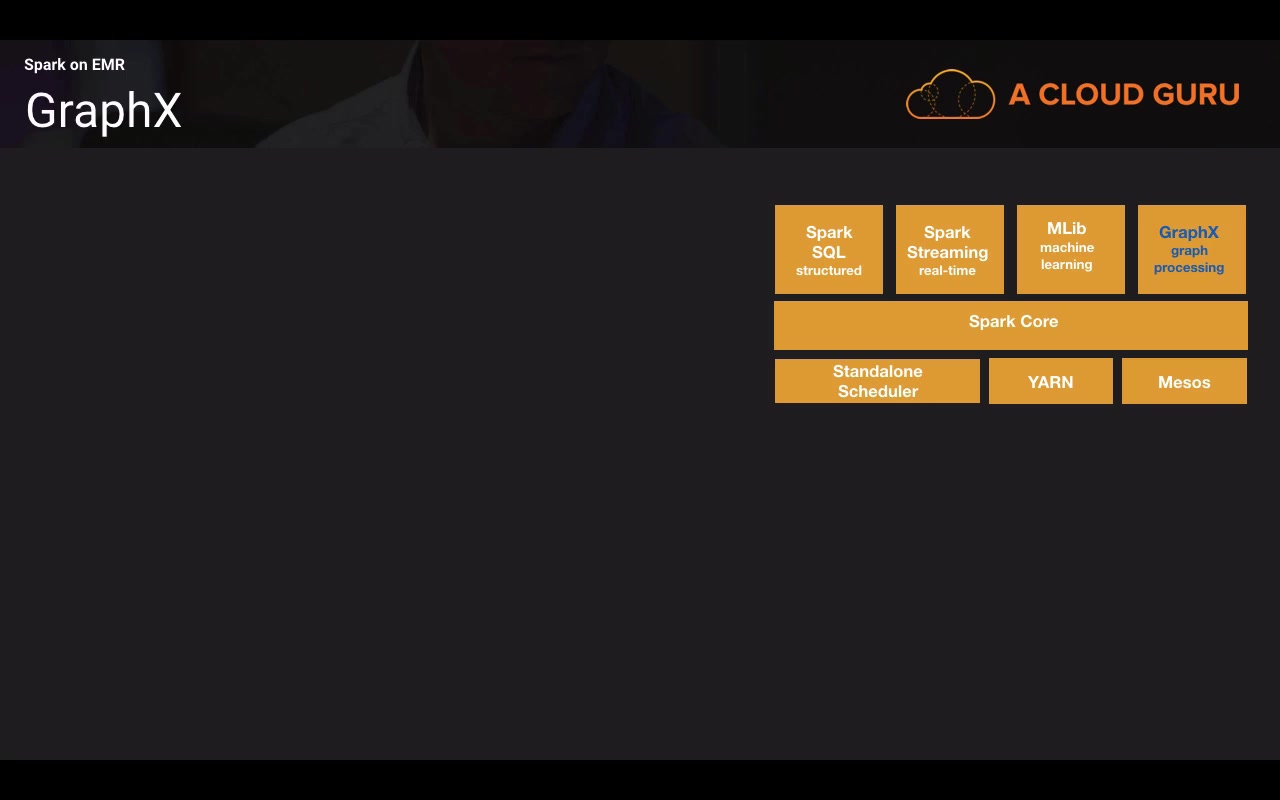 Spark on EMR
GraphX
A CLOUD GURU
Spark
SQL
structured
Spark
Streaming
real-time
MLib
machine
learning
GraphX
graph
processing
Spark Core
Standalone
Scheduler
YARN
Mesos